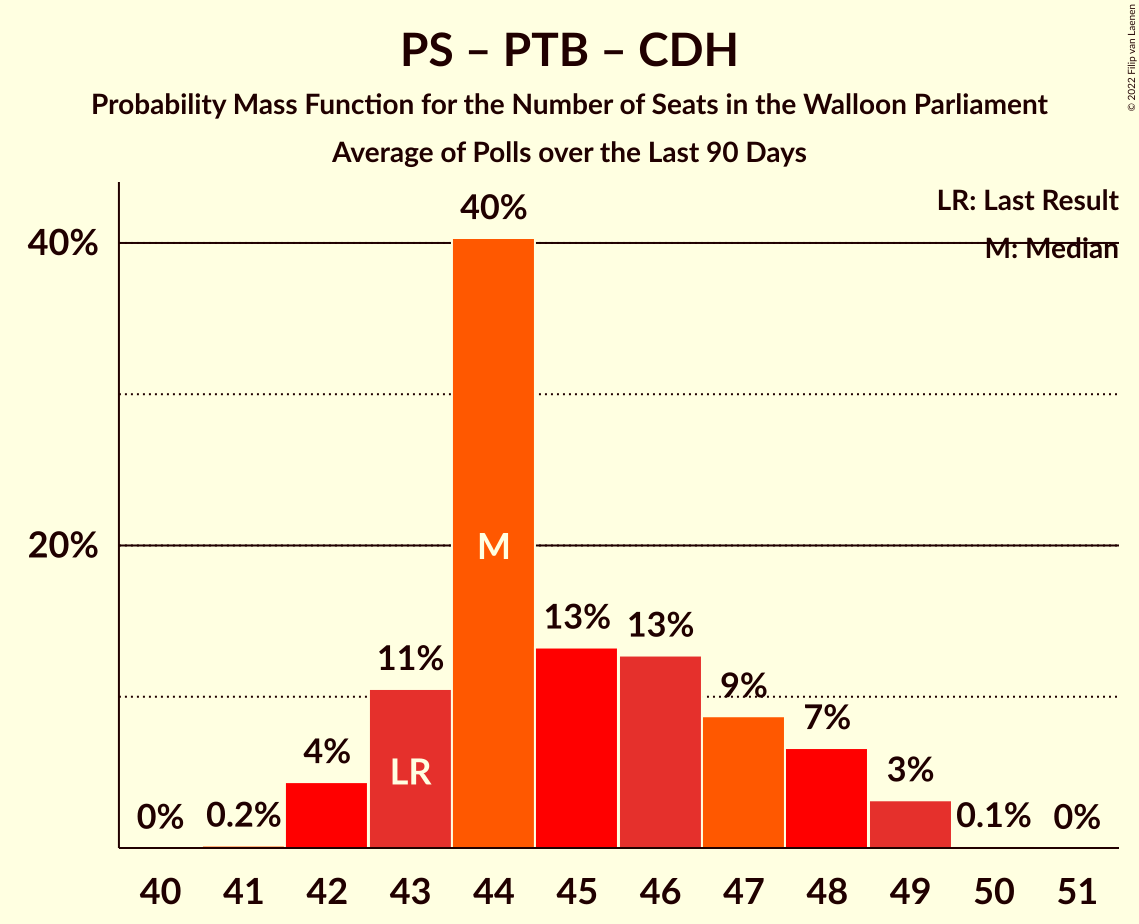 PS – PTB – CDH
Probability Mass Function for the Number of Seats in the Walloon Parliament
Average of Polls over the Last 90 Days
© 2022 Filip van Laenen
LR: Last Result
M: Median
40%
20%
0%
0.2%
4%
11%
40%
13%
13%
9%
7%
3%
0.1%
0%
LR
M
40 41 42 43 44 45 46 47 48 49 50 51